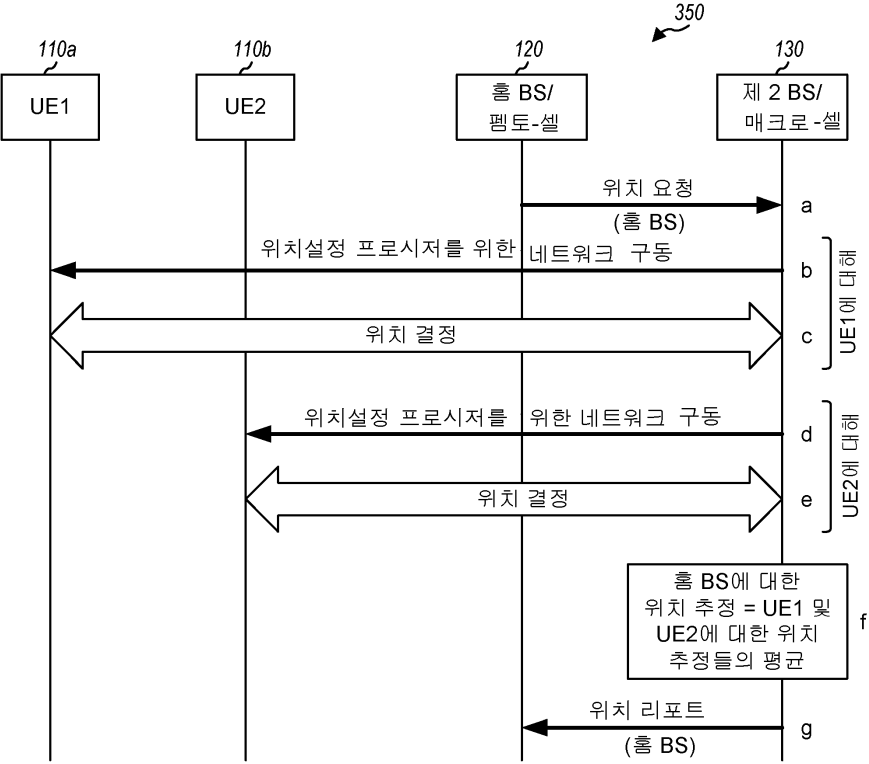 350
110a
110b
120
130
UE1
UE2
홈 BS/
펨토-셀
제 2 BS/
매크로-셀
위치 요청
(홈 BS)
a
위치설정 프로시저를 위한 네트워크 구동
b
위치 결정
c
UE1에 대해
위치설정 프로시저를 위한 네트워크 구동
d
위치 결정
e
UE2에 대해
홈 BS에 대한
위치 추정 = UE1 및
UE2에 대한 위치
추정들의 평균
f
위치 리포트
(홈 BS)
g